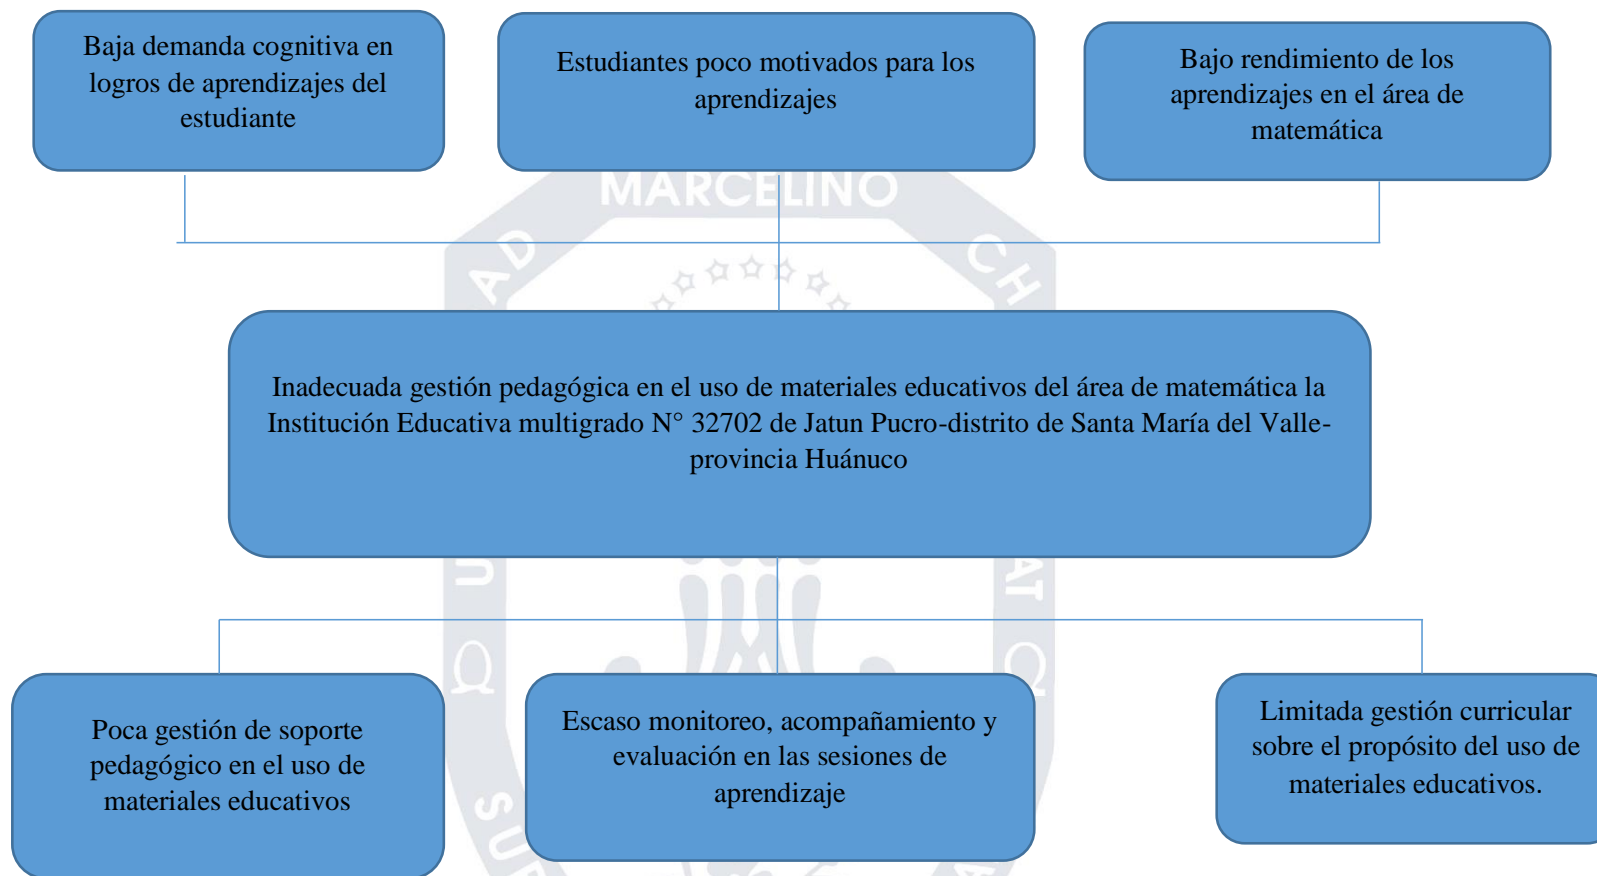 Baja demanda cognitiva en
logros de aprendizajes del
estudiante
Estudiantes poco motivados para los
aprendizajes
Bajo rendimiento de los
aprendizajes en el área de
matemática
MARCELINO
AD
CH
Inadecuada gestión pedagógica en el uso de materiales educativos del área de matemática la
Institución Educativa multigrado N° 32702 de Jatun Pucro-distrito de Santa María del Valle-
provincia Huánuco
U
AT
Ω
Ω
Poca gestión de soporte
pedagógico en el uso de
materiales educativos
Escaso monitoreo, acompañamiento y
evaluación en las sesiones de
aprendizaje
Limitada gestión curricular
sobre el propósito del uso de
materiales educativos.
SU